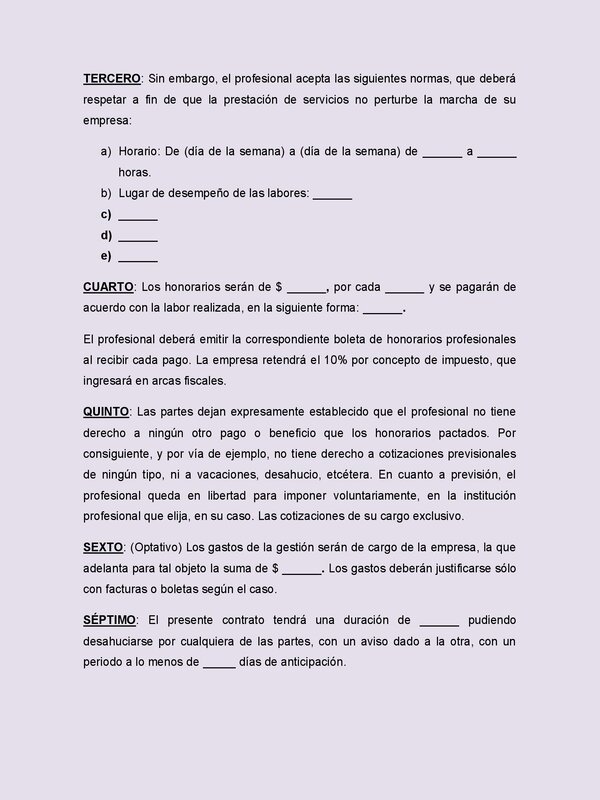 TERCERO: Sin embargo, el profesional acepta las siguientes normas, que deberá
respetar a fin de que la prestación de servicios no perturbe la marcha de su
empresa:
a) Horario: De (día de la semana) a (día de la semana) de ______ a ______
horas.
b) Lugar de desempeño de las labores: ______
c) ______
d) ______
e) ______
CUARTO: Los honorarios serán de $ ______, por cada ______ y se pagarán de
acuerdo con la labor realizada, en la siguiente forma: ______.
El profesional deberá emitir la correspondiente boleta de honorarios profesionales
al recibir cada pago. La empresa retendrá el 10% por concepto de impuesto, que
ingresará en arcas fiscales.
QUINTO: Las partes dejan expresamente establecido que el profesional no tiene
derecho a ningún otro pago o beneficio que los honorarios pactados. Por
consiguiente, y por vía de ejemplo, no tiene derecho a cotizaciones previsionales
de ningún tipo, ni a vacaciones, desahucio, etcétera. En cuanto a previsión, el
profesional queda en libertad para imponer voluntariamente, en la institución
profesional que elija, en su caso. Las cotizaciones de su cargo exclusivo.
SEXTO: (Optativo) Los gastos de la gestión serán de cargo de la empresa, la que
adelanta para tal objeto la suma de $ ______. Los gastos deberán justificarse sólo
con facturas o boletas según el caso.
SÉPTIMO: El presente contrato tendrá una duración de ______ pudiendo
desahuciarse por cualquiera de las partes, con un aviso dado a la otra, con un
periodo a lo menos de _____ días de anticipación.